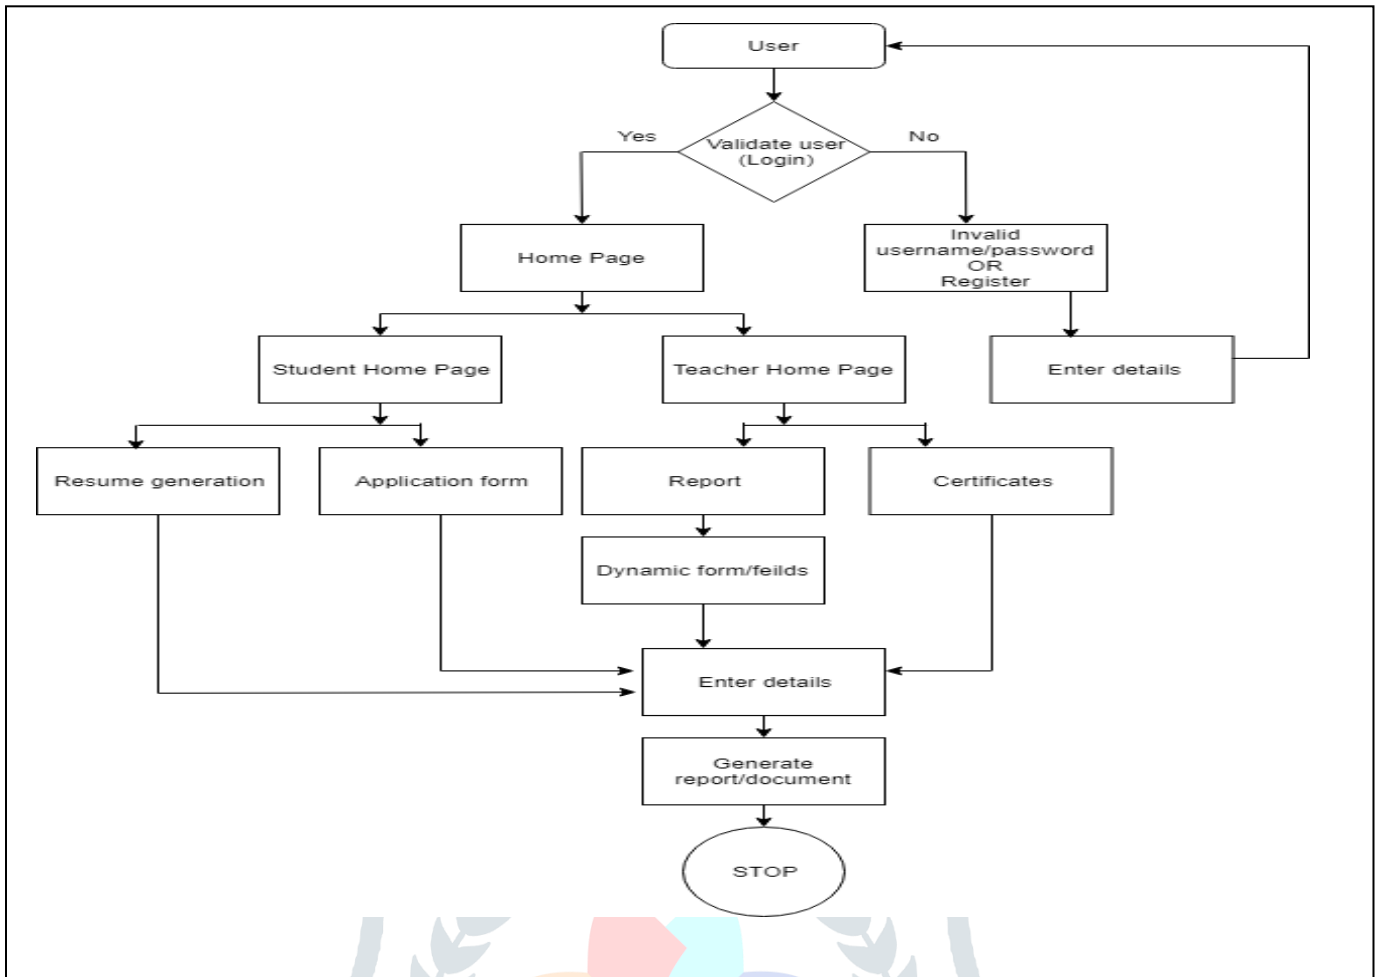 User
Yes
No
Validate user
(Login)
Home Page
Invalid
username/password
OR
Register
Student Home Page
Teacher Home Page
Enter details
Resume generation
Application form
Report
Certificates
Dynamic form/feilds
Enter details
Generate
report/document
STOP